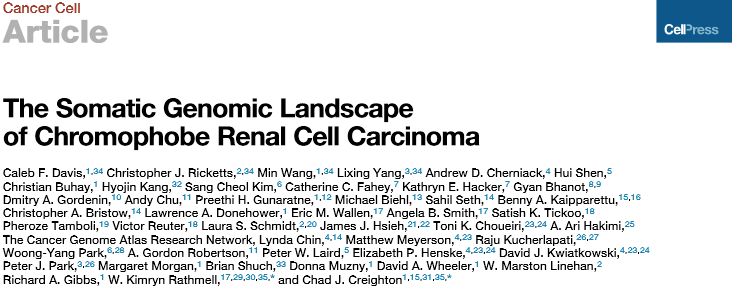 Cancer Cell
Article
CellPress
The Somatic Genomic Landscape
of Chromophobe Renal Cell Carcinoma
Caleb F. Davis,1,34 Christopher J. Ricketts,2,34 Min Wang,1,34 Lixing Yang,3,34 Andrew D. Cherniack,4 Hui Shen,5
Christian Buhay,1 Hyojin Kang,32 Sang Cheol Kim,6 Catherine C. Fahey,7 Kathryn E. Hacker,7 Gyan Bhanot,8,9
Dmitry A. Gordenin,10 Andy Chu,11 Preethi H. Gunaratne,1,12 Michael Biehl,13 Sahil Seth,14 Benny A. Kaipparettu,15,16
Christopher A. Bristow,14 Lawrence A. Donehower,1 Eric M. Wallen,17 Angela B. Smith,17 Satish K. Tickoo,18
Pheroze Tamboli,19 Victor Reuter,18 Laura S. Schmidt,2,20 James J. Hsieh,21,22 Toni K. Choueiri,23,24 A. Ari Hakimi,25
The Cancer Genome Atlas Research Network, Lynda Chin,4,14 Matthew Meyerson,4,23 Raju Kucherlapati,26,27
Woong-Yang Park,6,28 A. Gordon Robertson,11 Peter W. Laird,5 Elizabeth P. Henske,4,23,24 David J. Kwiatkowski,4,23,24
Peter J. Park,3,26 Margaret Morgan,1 Brian Shuch,33 Donna Muzny,1 David A. Wheeler,1 W. Marston Linehan,2
Richard A. Gibbs,1 W. Kimryn Rathmell,17,29,30,35,* and Chad J. Creighton1,15,31,35,*